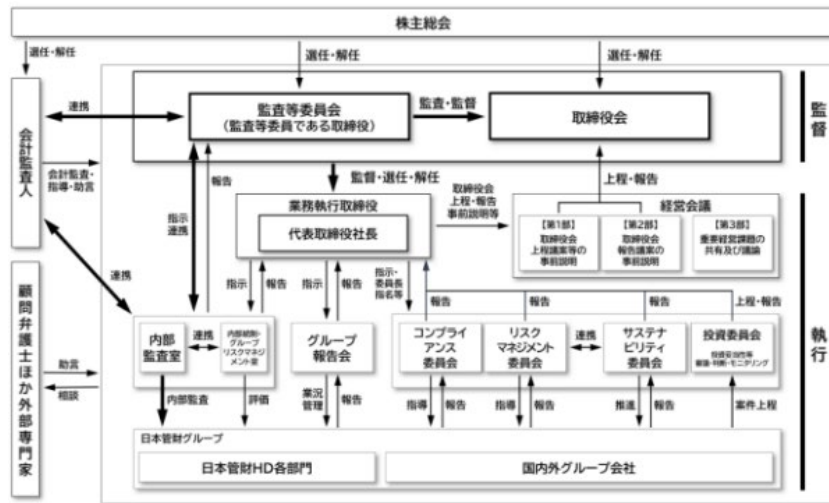 株主総会
選任・解任
選任・解任
選任・解任
監査等委員会
(監査等委員である取締役)
監査・監督
取締役会
監督
連携
会計監査人
会計監査・
指導・助言
報告
指示
連携
監督・選任・解任
取締役会
上程・報告
事前説明等
上程・報告
業務執行取締役
代表取締役社長
経営会議
【第1部】
取締役会
上程議案等の
事前説明
【第2部】
取締役会
報告議案の
事前説明
【第3部】
重要経営課題の
共有及び議論
連携
指示
報告
指示
報告
指示・
委員長
指名等
報告
報告
報告
上程・報告
執行
顧問弁護士ほか外部専門家
助言
相談
内部
監査室
連携
内部統制・
グループ
リスクマネジ
メント室
グループ
報告会
コンプライ
アンス
委員会
リスク
マネジメント
委員会
連携
サステナ
ビリティ
委員会
投資委員会
投資妥当性等
審議・判断・モニタリング
内部監査
評価
業況
管理
報告
指導
報告
指導
報告
推進
報告
案件上程
日本管財グループ
日本管財HD各部門
国内外グループ会社